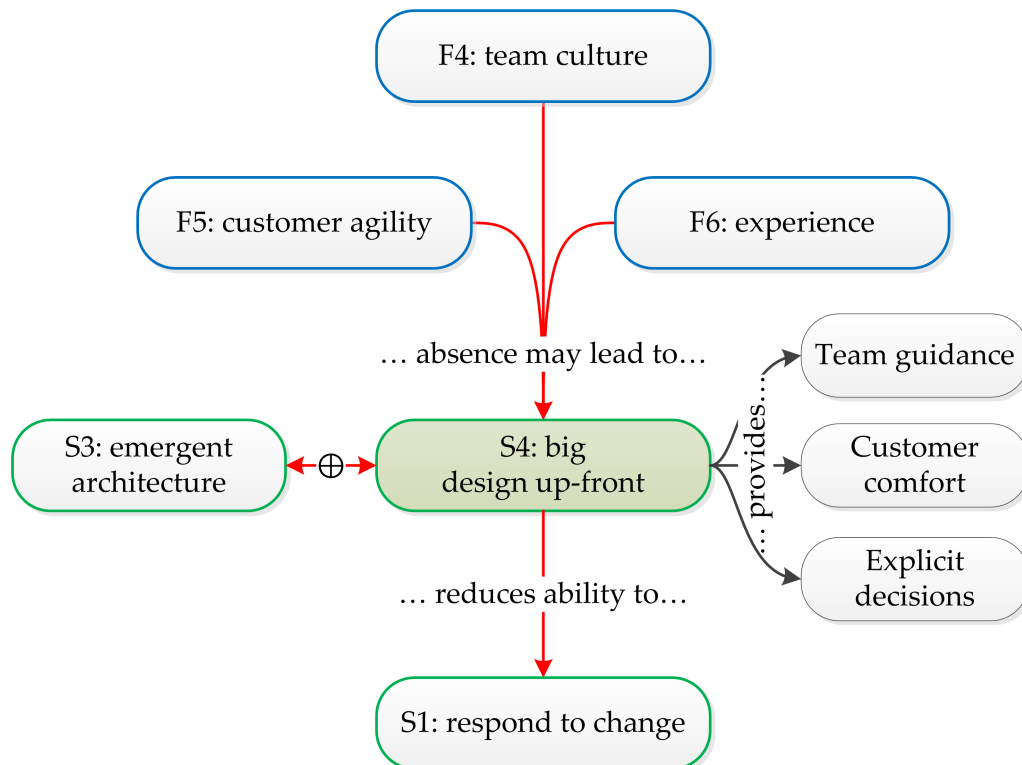 F4: team culture
F5: customer agility
F6: experience
… absence may lead to…
Team guidance
S3: emergent
architecture
S4: big
design up-front
… provides…
Customer
comfort
Explicit
decisions
… reduces ability to…
S1: respond to change